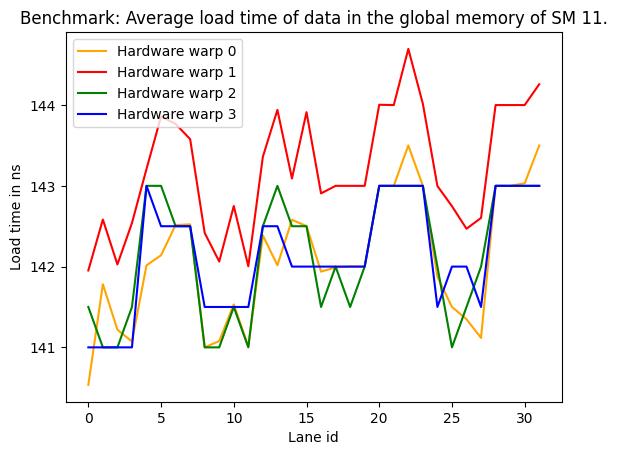 Benchmark: Average load time of data in the global memory of SM 11.
Hardware warp 0
Hardware warp 1
Hardware warp 2
Hardware warp 3
144
143
142
141
Load time in ns
0 5 10 15 20 25 30
Lane id